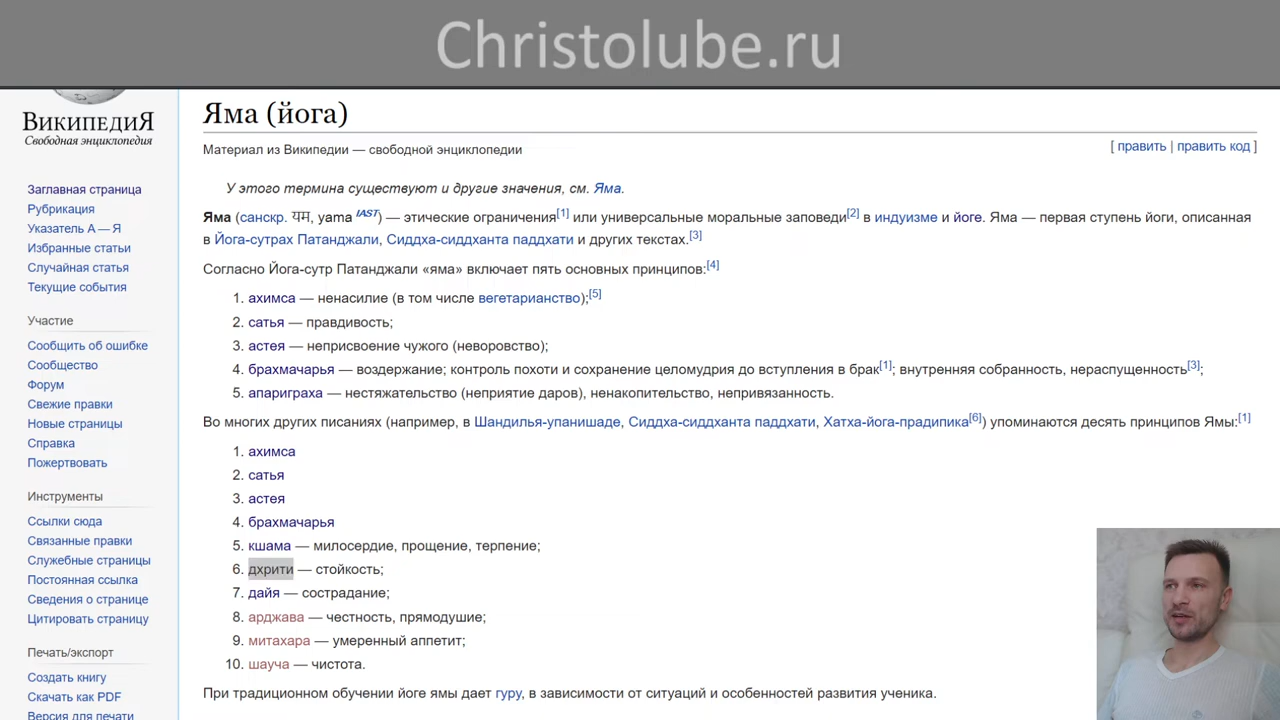 Christolube.ru
ВикипедиЯ
Свободная энциклопедия
Заглавная страница
Рубрикация
Указатель А — Я
Избранные статьи
Случайная статья
Текущие события
Участие
Сообщить об ошибке
Сообщество
Форум
Свежие правки
Новые страницы
Справка
Пожертвовать
Инструменты
Ссылки сюда
Связанные правки
Служебные страницы
Постоянная ссылка
Сведения о странице
Цитировать страницу
Печать/экспорт
Создать книгу
Скачать как PDF
Версия для печати
Яма (йога)
Материал из Википедии — свободной энциклопедии
[ править | править код ]
У этого термина существуют и другие значения, см. Яма.
Яма (санскр. यम, yama IAST) — этические ограничения[1] или универсальные моральные заповеди[2] в индуизме и йоге. Яма — первая ступень йоги, описанная
в Йога-сутрах Патанджали, Сиддха-сиддханта паддхати и других текстах.[3]
Согласно Йога-сутр Патанджали «яма» включает пять основных принципов:[4]
1. ахимса — ненасилие (в том числе вегетарианство);[5]
2. сатья — правдивость;
3. астея — неприсвоение чужого (неворовство);
4. брахмачарья — воздержание; контроль похоти и сохранение целомудрия до вступления в брак[1]; внутренняя собранность, нераспущенность[3];
5. апариграха — нестяжательство (неприятие даров), ненакопительство, непривязанность.
Во многих других писаниях (например, в Шандилья-упанишаде, Сиддха-сиддханта паддхати, Хатха-йога-прадипика[6]) упоминаются десять принципов Ямы:[1]
1. ахимса
2. сатья
3. астея
4. брахмачарья
5. кшама — милосердие, прощение, терпение;
6. дхрити — стойкость;
7. дайя — сострадание;
8. арджава — честность, прямодушие;
9. митахара — умеренный аппетит;
10. шауча — чистота.
При традиционном обучении йоге ямы дает гуру, в зависимости от ситуаций и особенностей развития ученика.